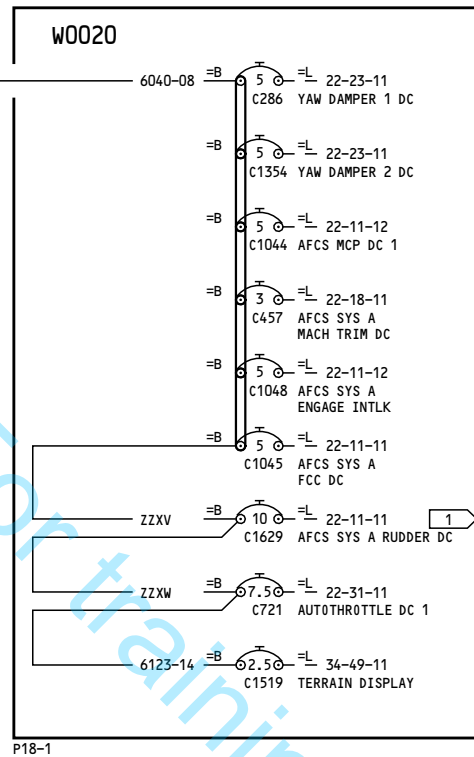 W0020
6040-08 =B 5 =L 22-23-11
C286 YAW DAMPER 1 DC
=B 5 =L 22-23-11
C1354 YAW DAMPER 2 DC
=B 5 =L 22-11-12
C1044 AFCS MCP DC 1
=B 3 =L 22-18-11
C457 AFCS SYS A
MACH TRIM DC
=B 5 =L 22-11-12
C1048 AFCS SYS A
ENGAGE INTLK
=B 5 =L 22-11-11
C1045 AFCS SYS A
FCC DC
ZZXV =B 10 =L 22-11-11 1
C1629 AFCS SYS A RUDDER DC
ZZXW =B 7.5 =L 22-31-11
C721 AUTOTHROTTLE DC 1
6123-14 =B 2.5 =L 34-49-11
C1519 TERRAIN DISPLAY
P18-1